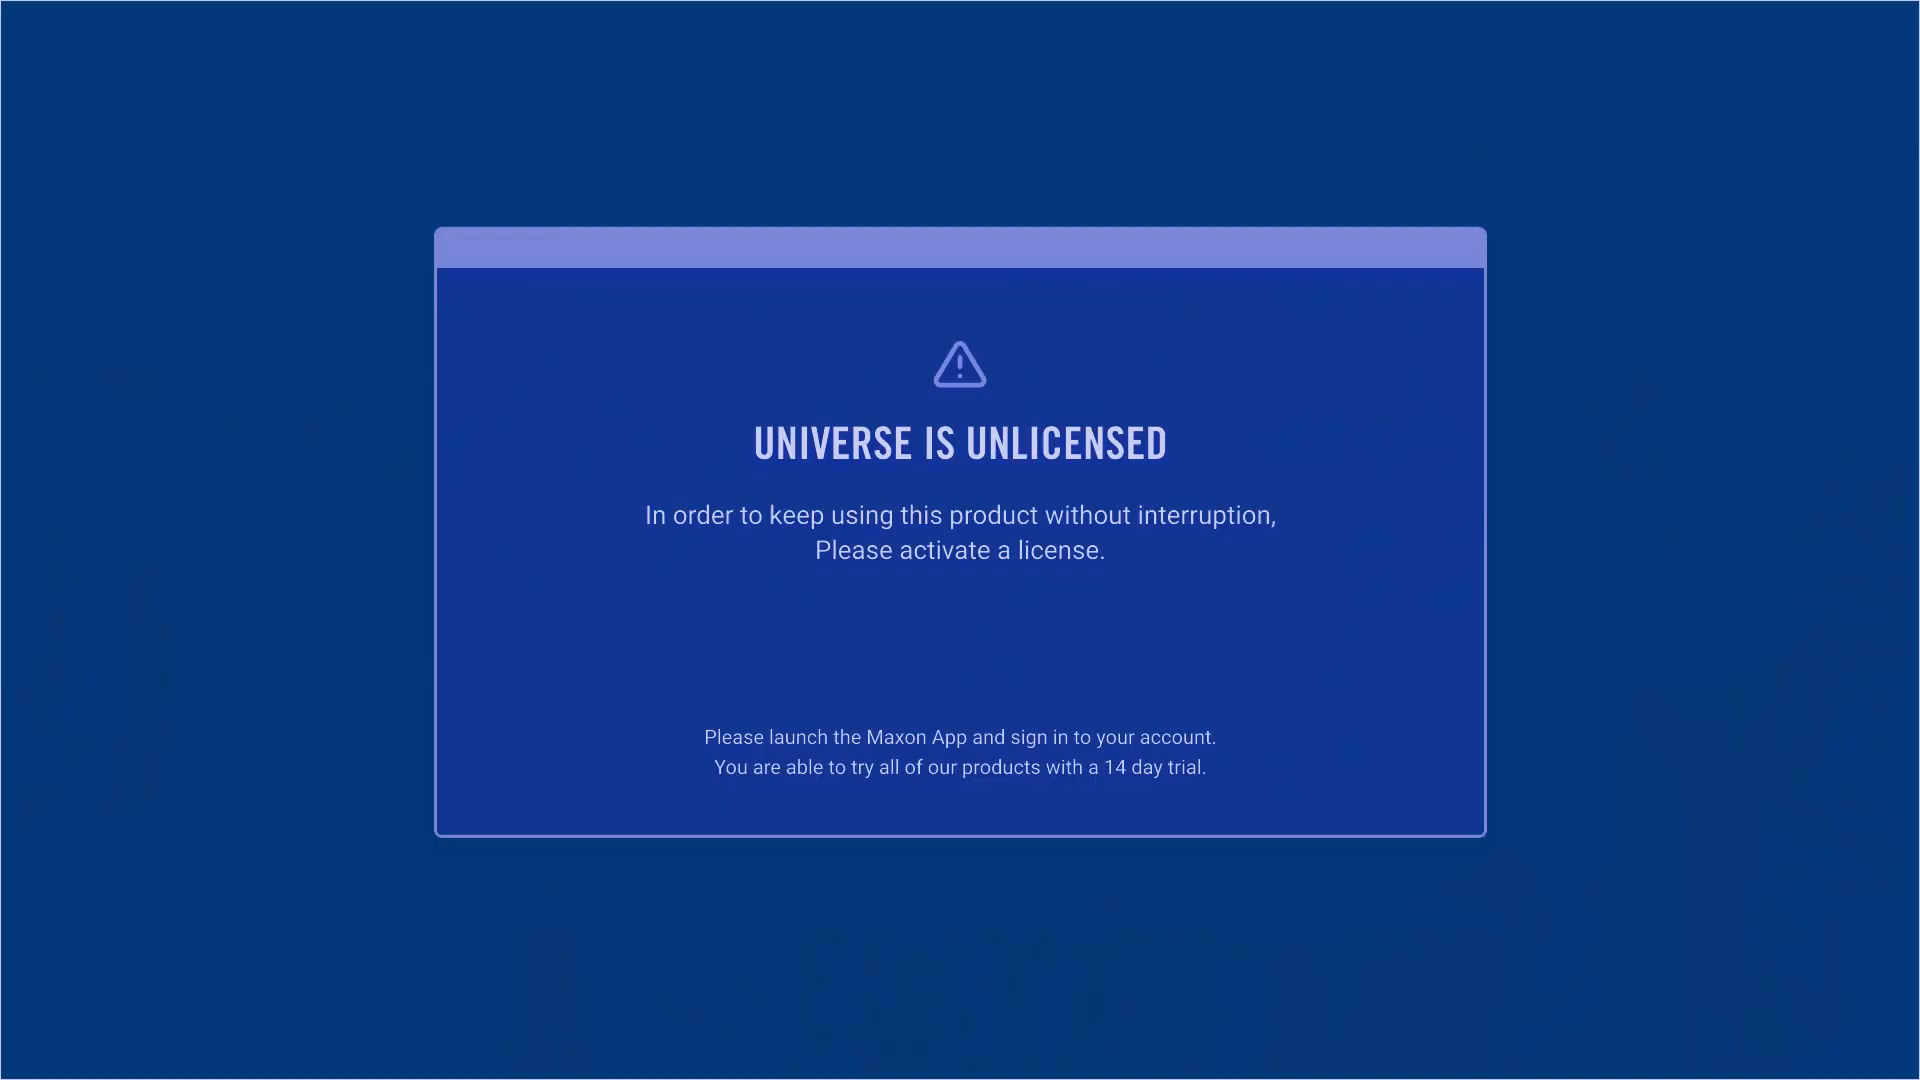 UNIVERSE IS UNLICENSED
In order to keep using this product without interruption,
Please activate a license.
Please launch the Maxon App and sign in to your account.
You are able to try all of our products with a 14 day trial.